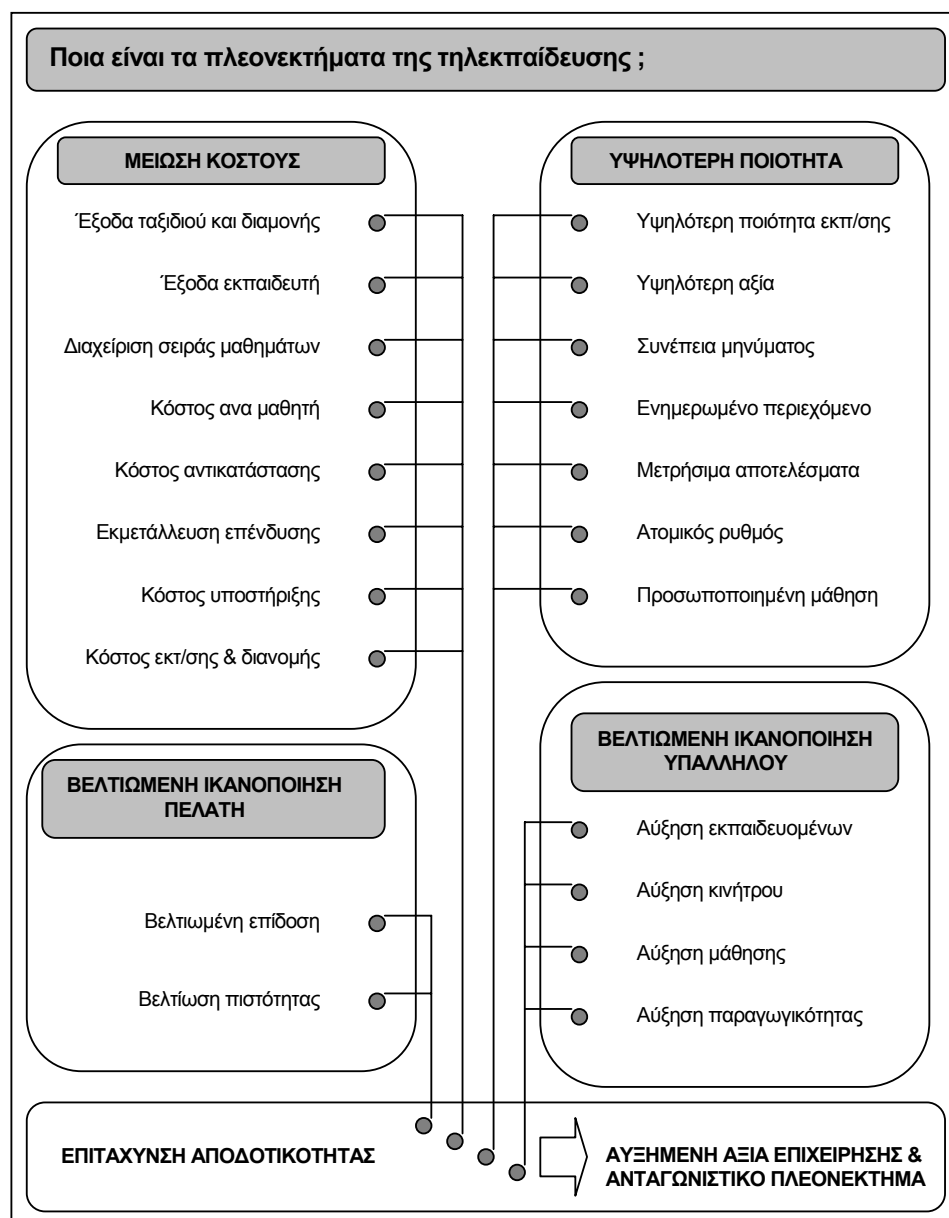 Ποια είναι τα πλεονεκτήματα της τηλεκπαίδευσης ;
ΜΕΙΩΣΗ ΚΟΣΤΟΥΣ
Έξοδα ταξιδιού και διαμονής
Έξοδα εκπαιδευτή
Διαχείριση σειράς μαθημάτων
Κόστος ανα μαθητή
Κόστος αντικατάστασης
Εκμετάλλευση επένδυσης
Κόστος υποστήριξης
Κόστος εκτ/σης & διανομής
ΥΨΗΛΟΤΕΡΗ ΠΟΙΟΤΗΤΑ
Υψηλότερη ποιότητα εκπ/σης
Υψηλότερη αξία
Συνέπεια μηνύματος
Ενημερωμένο περιεχόμενο
Μετρήσιμα αποτελέσματα
Ατομικός ρυθμός
Προσωποποιημένη μάθηση
ΒΕΛΤΙΩΜΕΝΗ ΙΚΑΝΟΠΟΙΗΣΗ
ΠΕΛΑΤΗ
Βελτιωμένη επίδοση
Βελτίωση πιστότητας
ΒΕΛΤΙΩΜΕΝΗ ΙΚΑΝΟΠΟΙΗΣΗ
ΥΠΑΛΛΗΛΟΥ
Αύξηση εκπαιδευομένων
Αύξηση κινήτρου
Αύξηση μάθησης
Αύξηση παραγωγικότητας
ΕΠΙΤΑΧΥΝΣΗ ΑΠΟΔΟΤΙΚΟΤΗΤΑΣ
ΑΥΞΗΜΕΝΗ ΑΞΙΑ ΕΠΙΧΕΙΡΗΣΗΣ &
ΑΝΤΑΓΩΝΙΣΤΙΚΟ ΠΛΕΟΝΕΚΤΗΜΑ